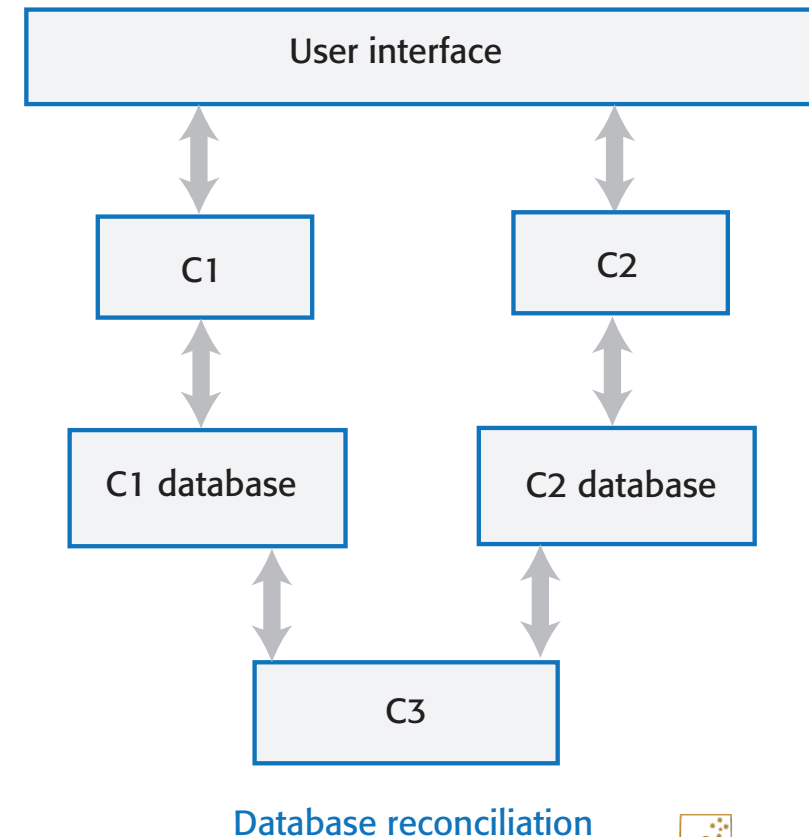 User interface
C1
C2
C1 database
C2 database
C3
Database reconciliation